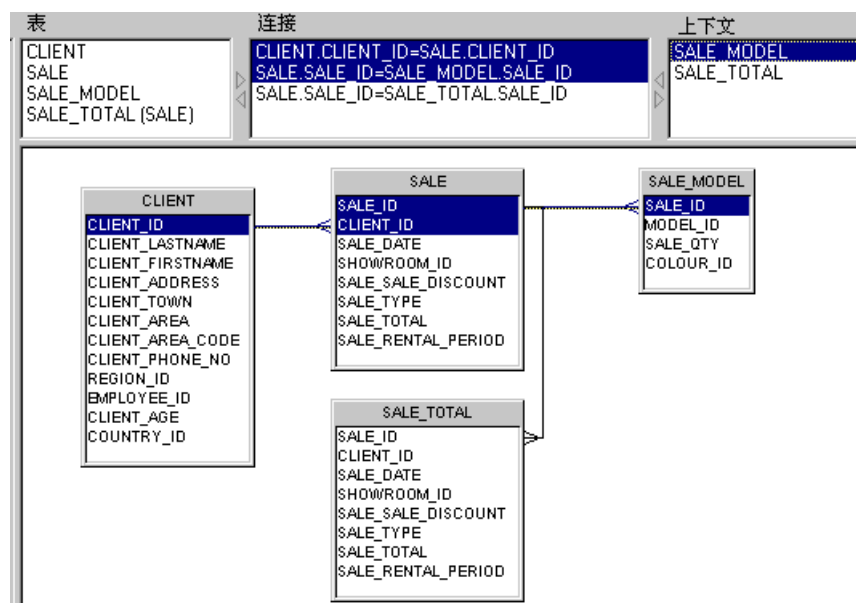 表
连接
上下文
CLIENT
SALE
SALE_MODEL
SALE_TOTAL (SALE)
CLIENT.CLIENT_ID=SALE.CLIENT_ID
SALE.SALE_ID=SALE_MODEL.SALE_ID
SALE.SALE_ID=SALE_TOTAL.SALE_ID
SALE_MODEL
SALE_TOTAL
CLIENT
CLIENT_ID
CLIENT_LASTNAME
CLIENT_FIRSTNAME
CLIENT_ADDRESS
CLIENT_TOWN
CLIENT_AREA
CLIENT_AREA_CODE
CLIENT_PHONE_NO
REGION_ID
EMPLOYEE_ID
CLIENT_AGE
COUNTRY_ID
SALE
SALE_ID
CLIENT_ID
SALE_DATE
SHOWROOM_ID
SALE_SALE_DISCOUNT
SALE_TYPE
SALE_TOTAL
SALE_RENTAL_PERIOD
SALE_MODEL
SALE_ID
MODEL_ID
SALE_QTY
COLOUR_ID
SALE_TOTAL
SALE_ID
CLIENT_ID
SALE_DATE
SHOWROOM_ID
SALE_SALE_DISCOUNT
SALE_TYPE
SALE_TOTAL
SALE_RENTAL_PERIOD